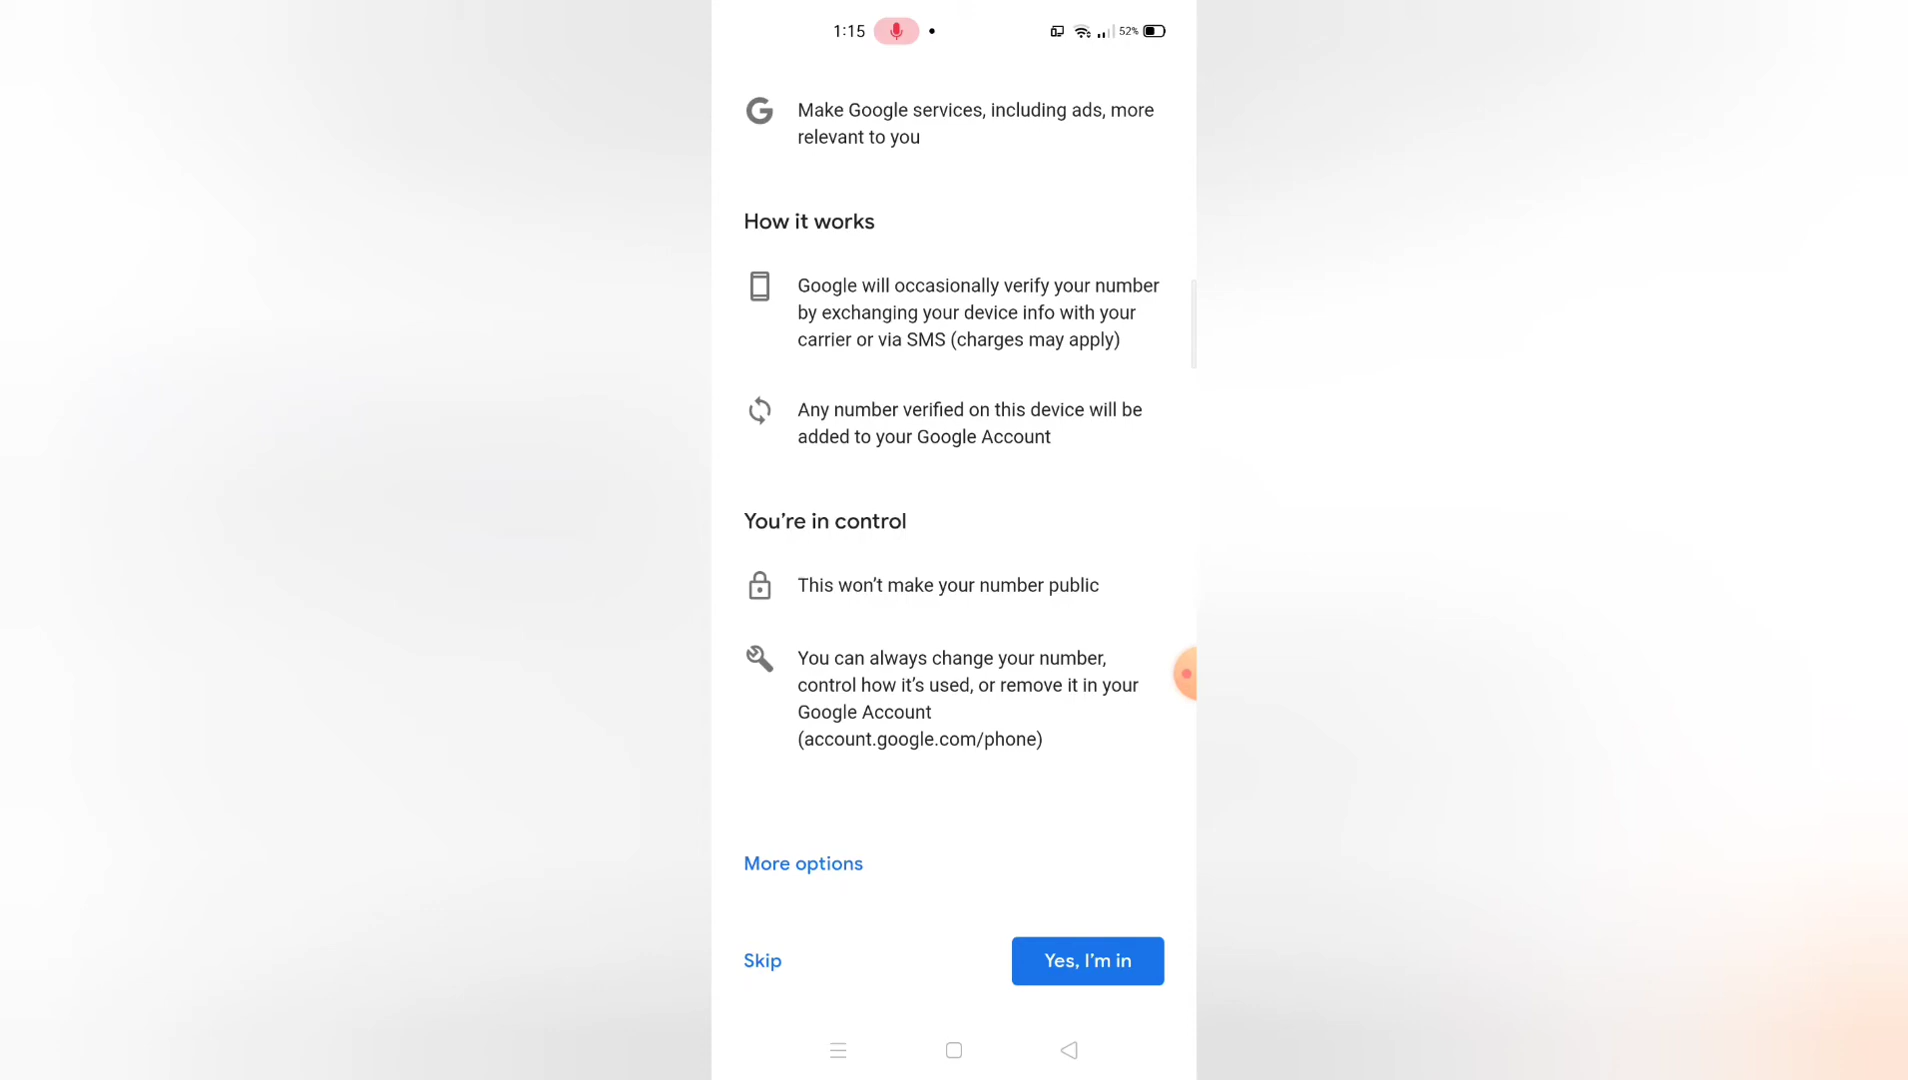 1:15
52%
Make Google services, including ads, more
relevant to you
How it works
Google will occasionally verify your number
by exchanging your device info with your
carrier or via SMS (charges may apply)
Any number verified on this device will be
added to your Google Account
You’re in control
This won’t make your number public
You can always change your number,
control how it’s used, or remove it in your
Google Account
(account.google.com/phone)
More options
Skip
Yes, I’m in